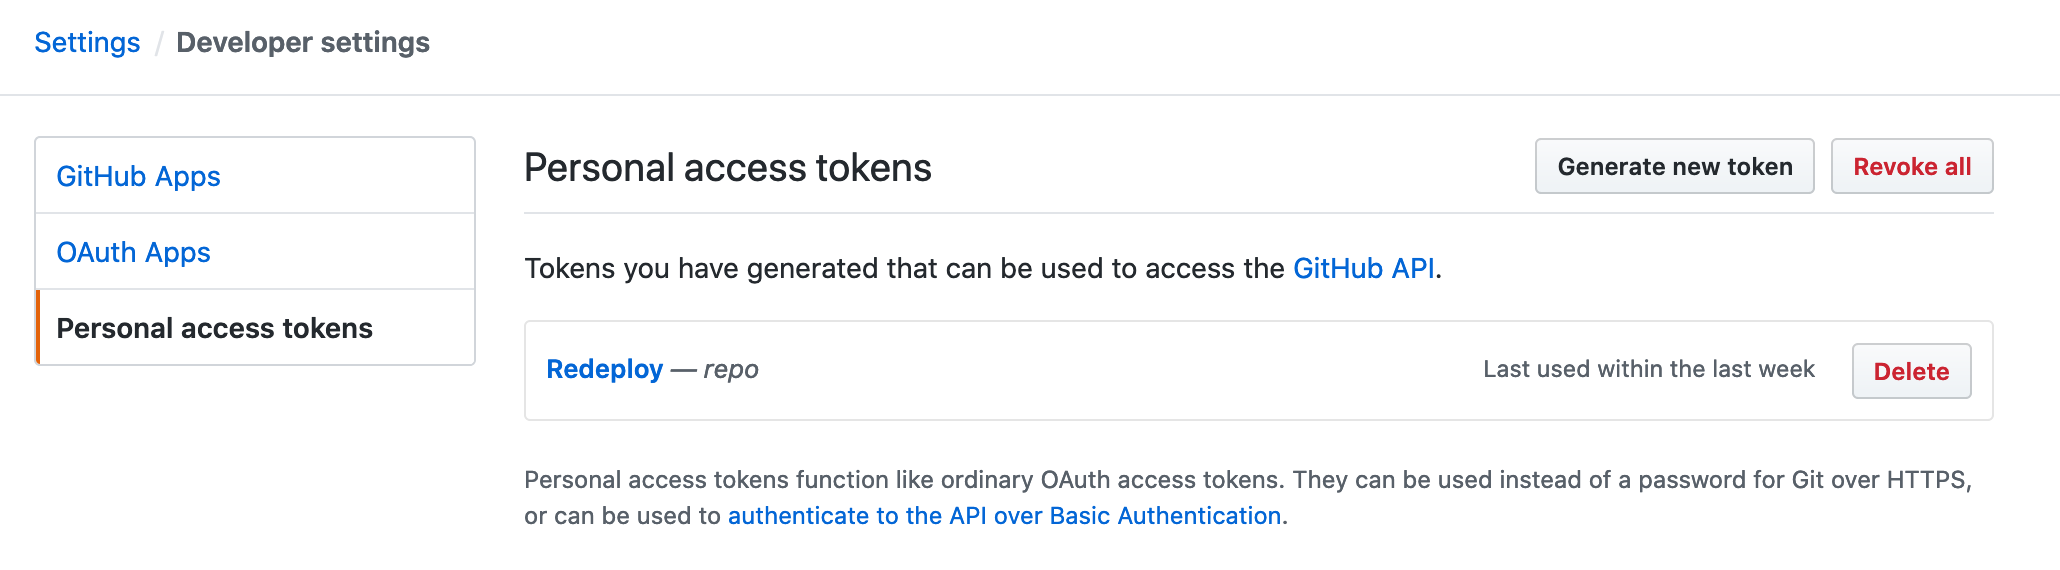 Settings / Developer settings
GitHub Apps
OAuth Apps
Personal access tokens
Personal access tokens
Generate new token
Revoke all
Tokens you have generated that can be used to access the GitHub API.
Redeploy — repo
Last used within the last week
Delete
Personal access tokens function like ordinary OAuth access tokens. They can be used instead of a password for Git over HTTPS,
or can be used to authenticate to the API over Basic Authentication.